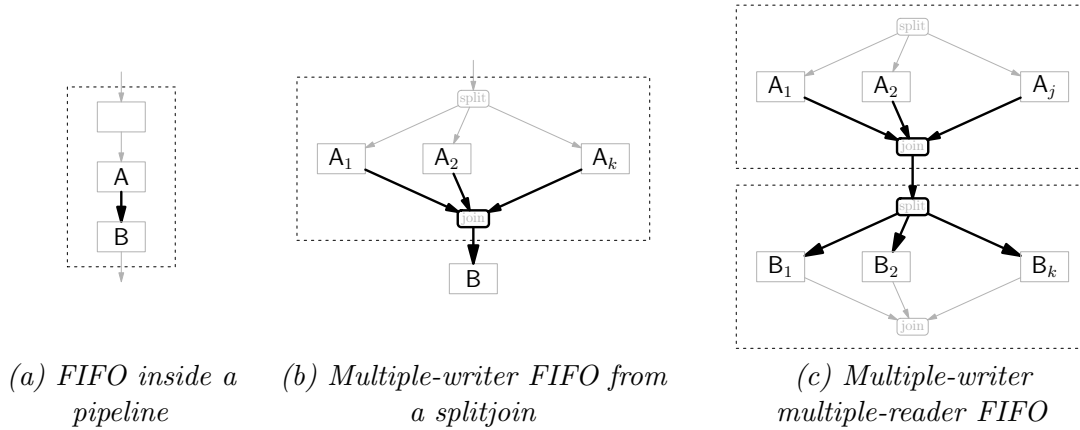 A
B
split
A₁ A₂ Aₖ
join
B
split
A₁ A₂ Aⱼ
join
split
B₁ B₂ Bₖ
join
(a) FIFO inside a
pipeline
(b) Multiple-writer FIFO from
a splitjoin
(c) Multiple-writer
multiple-reader FIFO